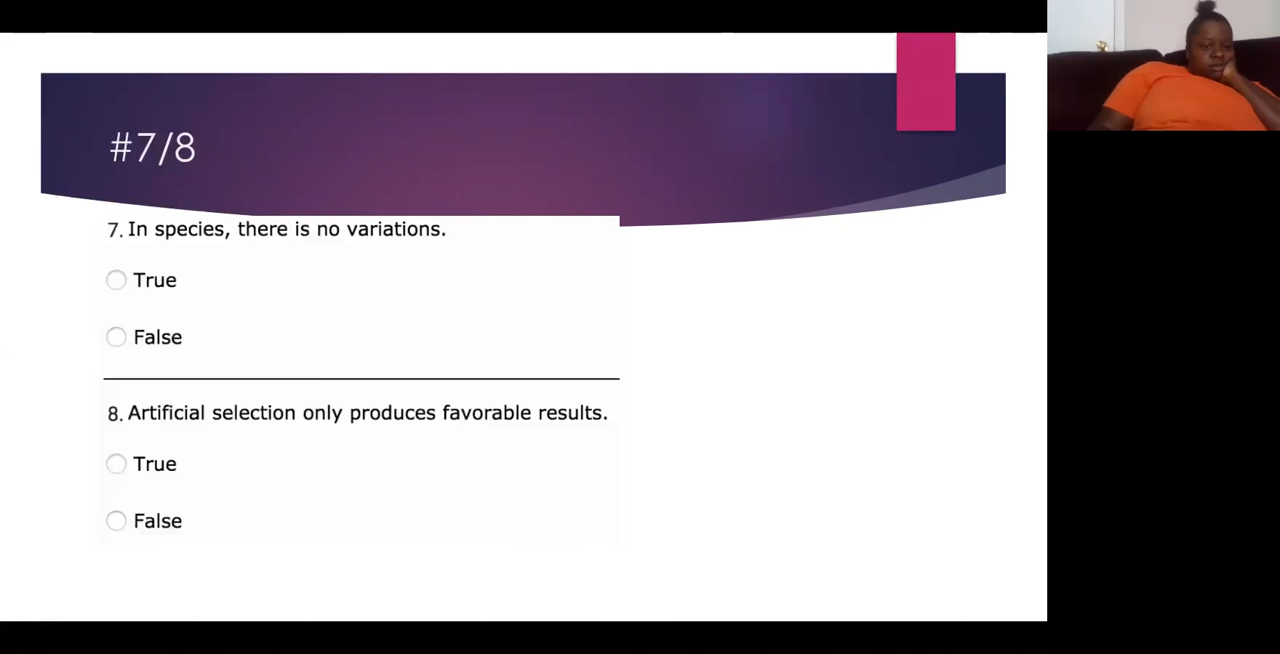 #7/8
7. In species, there is no variations.
True
False
8. Artificial selection only produces favorable results.
True
False